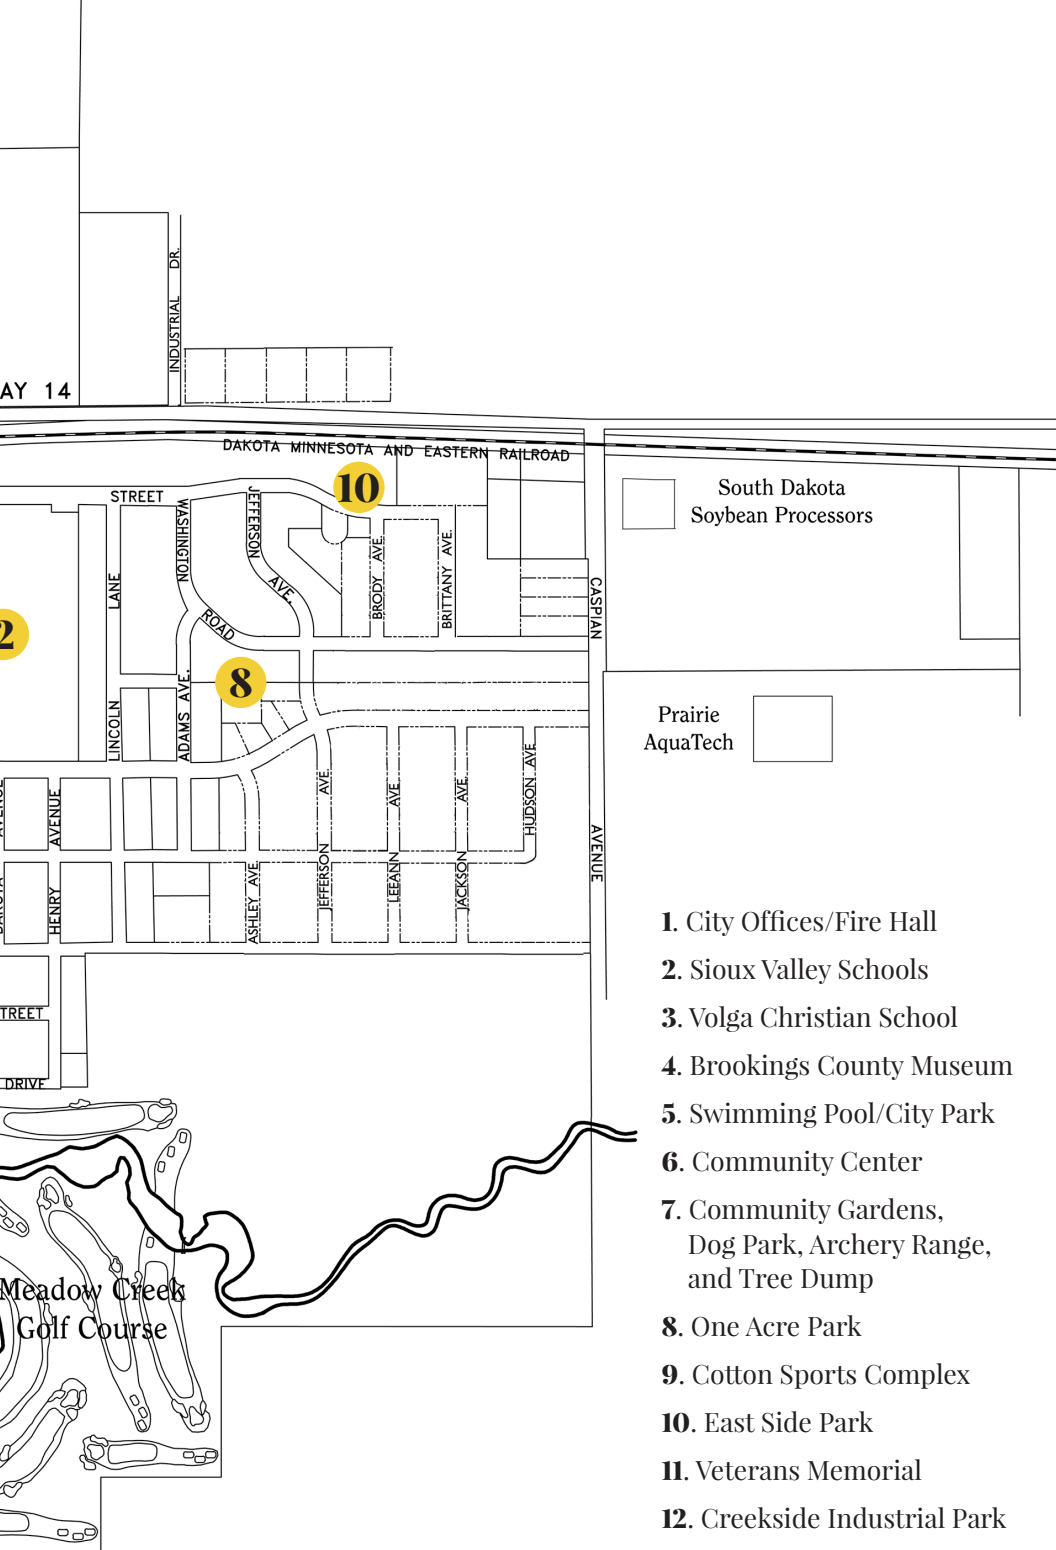 INDUSTRIAL DR.
AY 14
DAKOTA MINNESOTA AND EASTERN RAILROAD
10
STREET
JEFFERSON AVE.
WASHINGTON
South Dakota
Soybean Processors
BRODY AVE.
BRITTANY AVE.
LANE
ROAD
CASPIAN
2
8
LINCOLN
ADAMS AVE.
Prairie
AquaTech
HENRY
AVENUE
JEFFERSON
AVE.
LEEANN
AVE.
JACKSON
AVE.
HUDSON AVE
AVENUE
ASHLEY AVE.
TREET
DRIVE
Meadow Creek
Golf Course
1. City Offices/Fire Hall
2. Sioux Valley Schools
3. Volga Christian School
4. Brookings County Museum
5. Swimming Pool/City Park
6. Community Center
7. Community Gardens,
Dog Park, Archery Range,
and Tree Dump
8. One Acre Park
9. Cotton Sports Complex
10. East Side Park
11. Veterans Memorial
12. Creekside Industrial Park